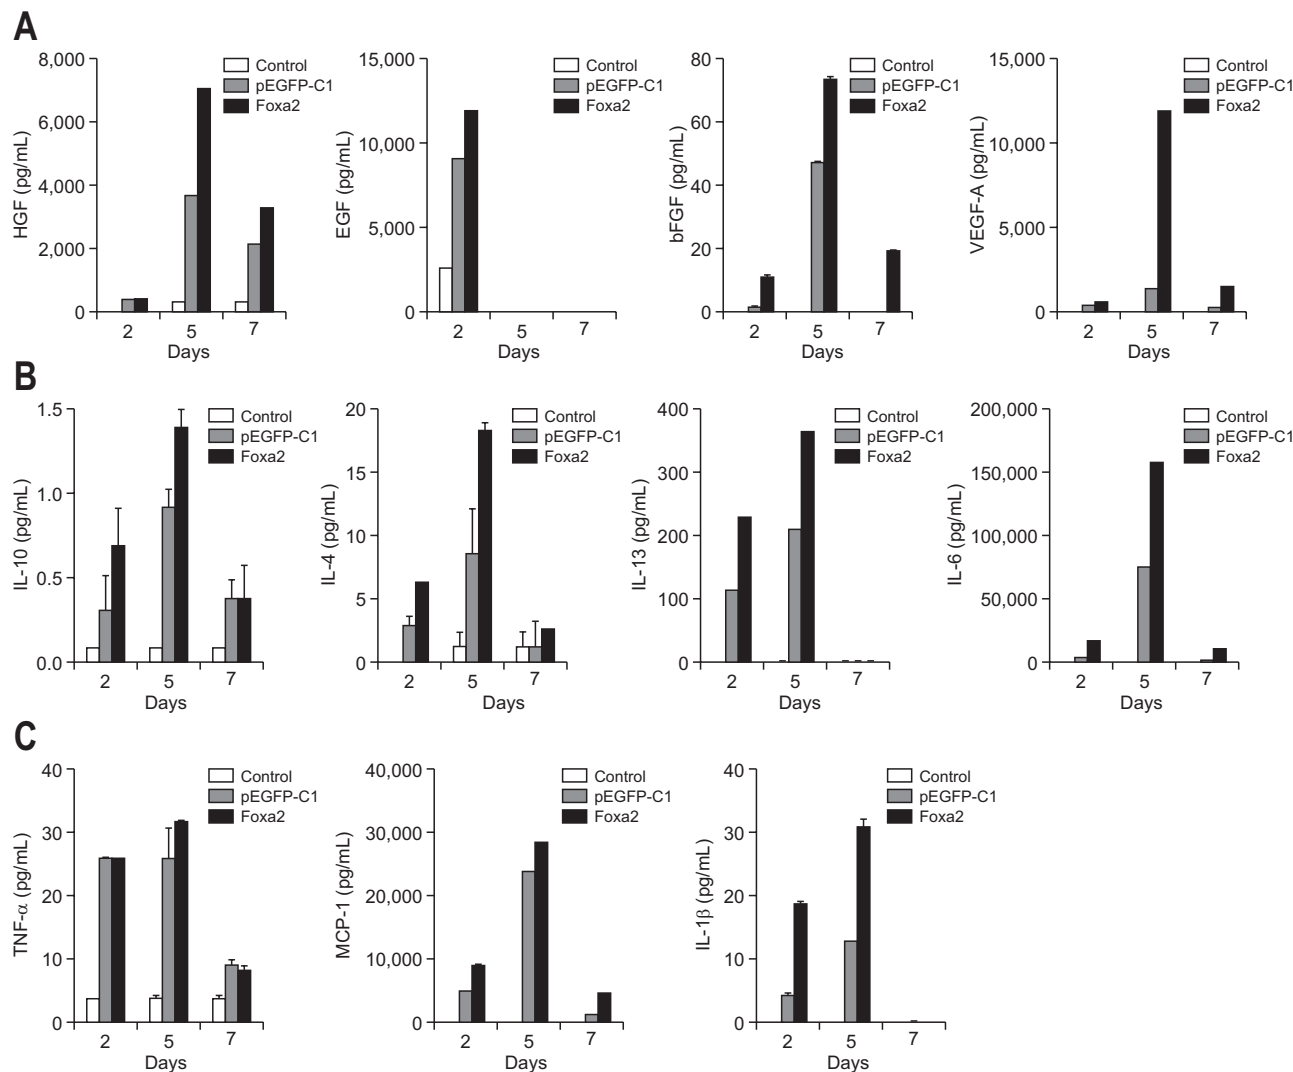 A
HGF (pg/mL)
8,000
6,000
4,000
2,000
0
2 5 7
Days
Control
pEGFP-C1
Foxa2
EGF (pg/mL)
15,000
10,000
5,000
0
2 5 7
Days
Control
pEGFP-C1
Foxa2
bFGF (pg/mL)
80
60
40
20
0
2 5 7
Days
Control
pEGFP-C1
Foxa2
VEGF-A (pg/mL)
15,000
10,000
5,000
0
2 5 7
Days
Control
pEGFP-C1
Foxa2
B
IL-10 (pg/mL)
1.5
1.0
0.5
0.0
2 5 7
Days
Control
pEGFP-C1
Foxa2
IL-4 (pg/mL)
20
15
10
5
0
2 5 7
Days
Control
pEGFP-C1
Foxa2
IL-13 (pg/mL)
400
300
200
100
0
2 5 7
Days
Control
pEGFP-C1
Foxa2
IL-6 (pg/mL)
200,000
150,000
100,000
50,000
0
2 5 7
Days
Control
pEGFP-C1
Foxa2
C
TNF-α (pg/mL)
40
30
20
10
0
2 5 7
Days
Control
pEGFP-C1
Foxa2
MCP-1 (pg/mL)
40,000
30,000
20,000
10,000
0
2 5 7
Days
Control
pEGFP-C1
Foxa2
IL-1β (pg/mL)
40
30
20
10
0
2 5 7
Days
Control
pEGFP-C1
Foxa2